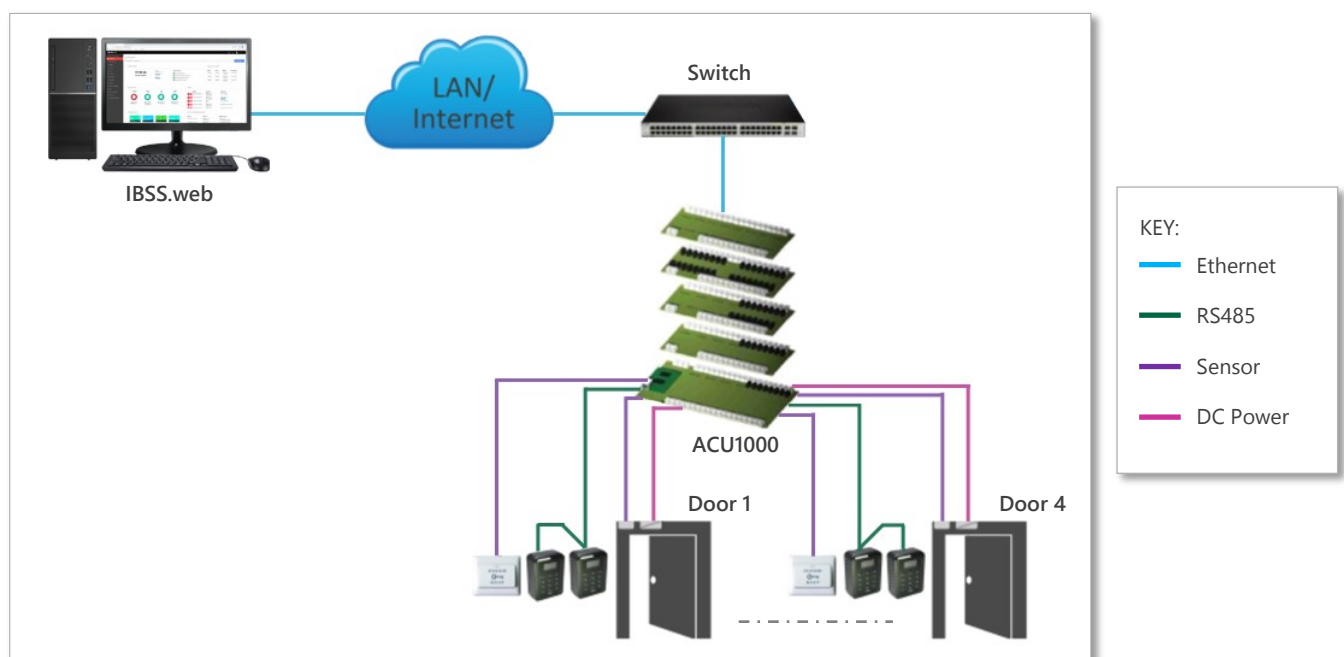 LAN/
Internet
Switch
IBSS.web
KEY:
Ethernet
RS485
Sensor
DC Power
ACU1000
Door 1
Door 4